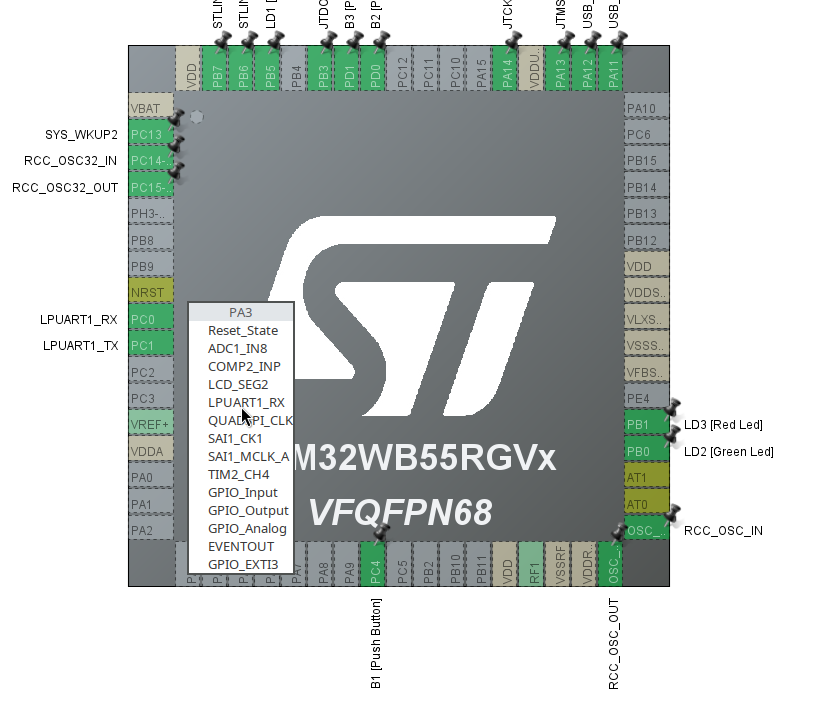 STLIN
STLIN
LD1 [
JTDO
B3 [P
B2 [P
JTCK
JTMS
USB_
USB_
VDD
PB7
PB6
PB5
PB4
PB3
PD1
PD0
PC12
PC11
PC10
PA15
PA14
VDDU.
PA13
PA12
PA11
VBAT
SYS_WKUP2 PC13
RCC_OSC32_IN PC14-..
RCC_OSC32_OUT PC15-..
PH3-..
PB8
PB9
NRST
LPUART1_RX PC0
LPUART1_TX PC1
PC2
PC3
VREF+
VDDA
PA0
PA1
PA2
PA3
Reset_State
ADC1_IN8
COMP2_INP
LCD_SEG2
LPUART1_RX
QUADSPI_CLK
SAI1_CK1
SAI1_MCLK_A
TIM2_CH4
GPIO_Input
GPIO_Output
GPIO_Analog
EVENTOUT
GPIO_EXTI3
ST
M32WB55RGVx
VFQFPN68
PA10
PC6
PB15
PB14
PB13
PB12
VDD
VDDS..
VLXS..
VSSS..
VFBS..
PE4
PB1 LD3 [Red Led]
PB0 LD2 [Green Led]
AT1
AT0
OSC_.. RCC_OSC_IN
PA7
PA8
PA9
PC4
PC5
PB2
PB10
PB11
VDD
RF1
VSSRF
VDDR.
OSC_..
B1 [Push Button]
RCC_OSC_OUT